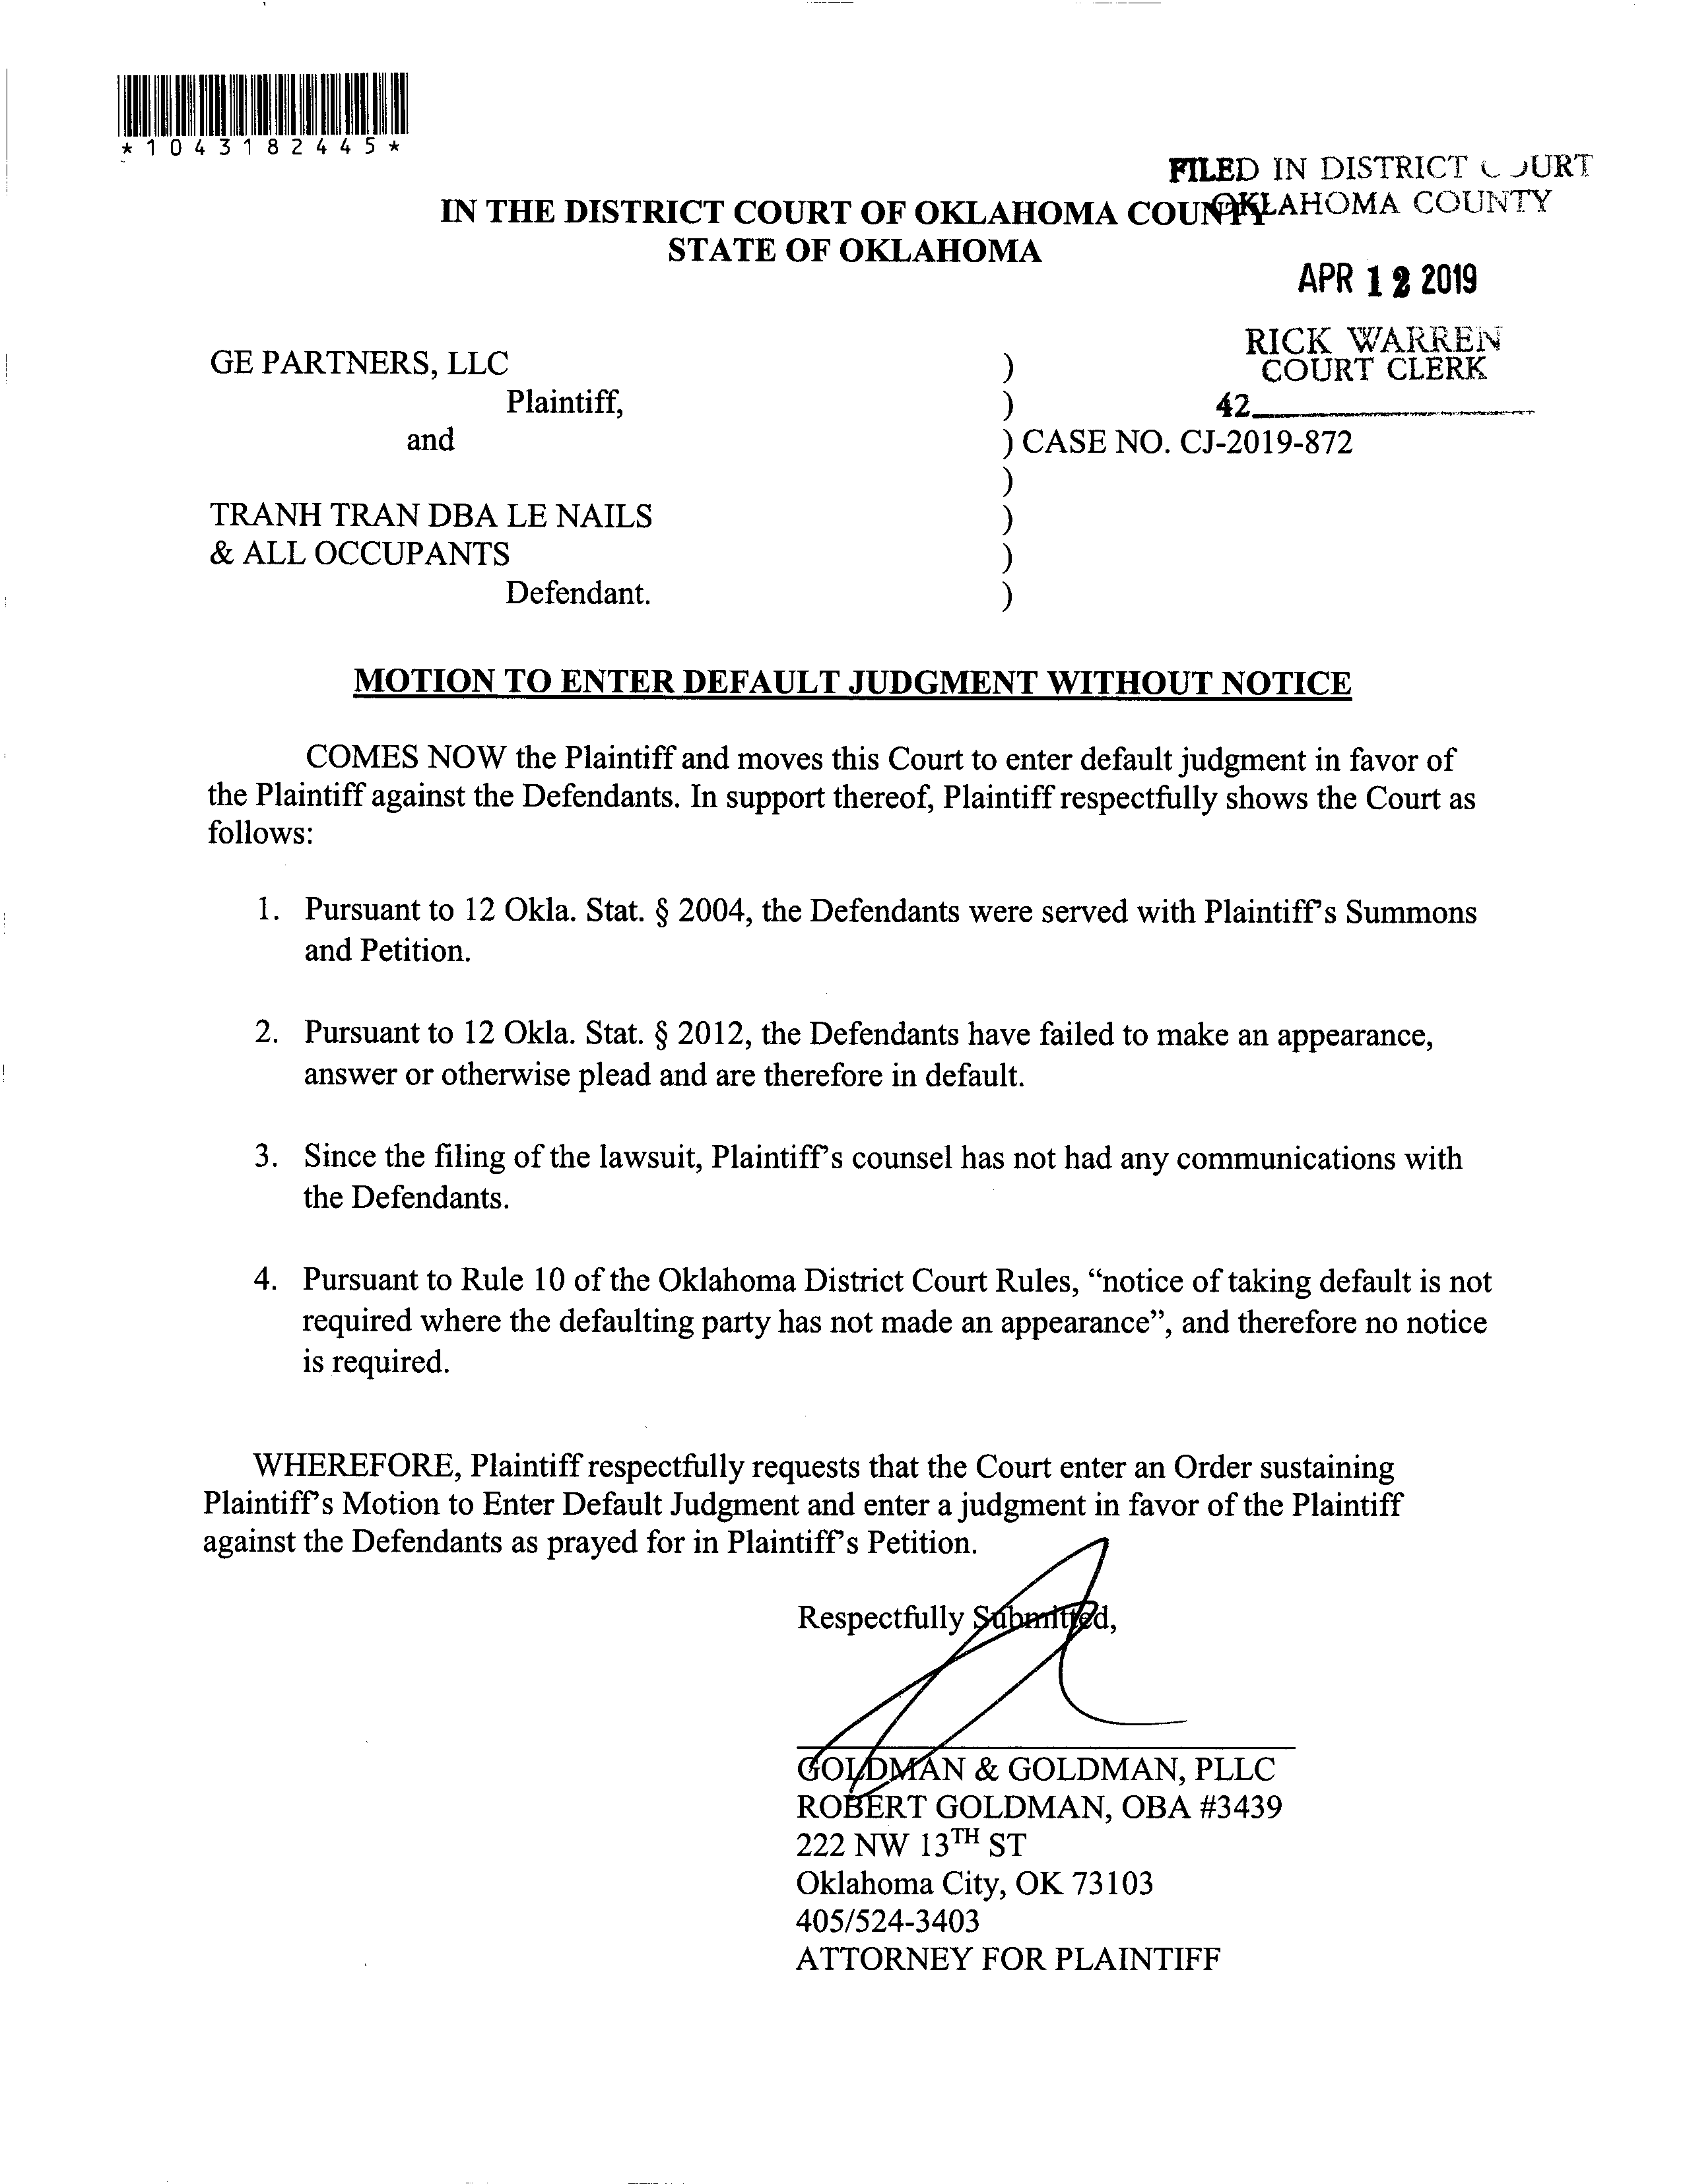 *1043182445*
FILED IN DISTRICT COURT
OKLAHOMA COUNTY
IN THE DISTRICT COURT OF OKLAHOMA COUNTY
STATE OF OKLAHOMA
APR 12 2019
RICK WARREN
COURT CLERK
42
GE PARTNERS, LLC )
Plaintiff, )
and ) CASE NO. CJ-2019-872
)
TRANH TRAN DBA LE NAILS )
& ALL OCCUPANTS )
Defendant. )
MOTION TO ENTER DEFAULT JUDGMENT WITHOUT NOTICE
COMES NOW the Plaintiff and moves this Court to enter default judgment in favor of
the Plaintiff against the Defendants. In support thereof, Plaintiff respectfully shows the Court as
follows:
1. Pursuant to 12 Okla. Stat. § 2004, the Defendants were served with Plaintiff's Summons
and Petition.
2. Pursuant to 12 Okla. Stat. § 2012, the Defendants have failed to make an appearance,
answer or otherwise plead and are therefore in default.
3. Since the filing of the lawsuit, Plaintiff's counsel has not had any communications with
the Defendants.
4. Pursuant to Rule 10 of the Oklahoma District Court Rules, “notice of taking default is not
required where the defaulting party has not made an appearance”, and therefore no notice
is required.
WHEREFORE, Plaintiff respectfully requests that the Court enter an Order sustaining
Plaintiff's Motion to Enter Default Judgment and enter a judgment in favor of the Plaintiff
against the Defendants as prayed for in Plaintiff's Petition.
Respectfully Submitted,
GOLDMAN & GOLDMAN, PLLC
ROBERT GOLDMAN, OBA #3439
222 NW 13TH ST
Oklahoma City, OK 73103
405/524-3403
ATTORNEY FOR PLAINTIFF